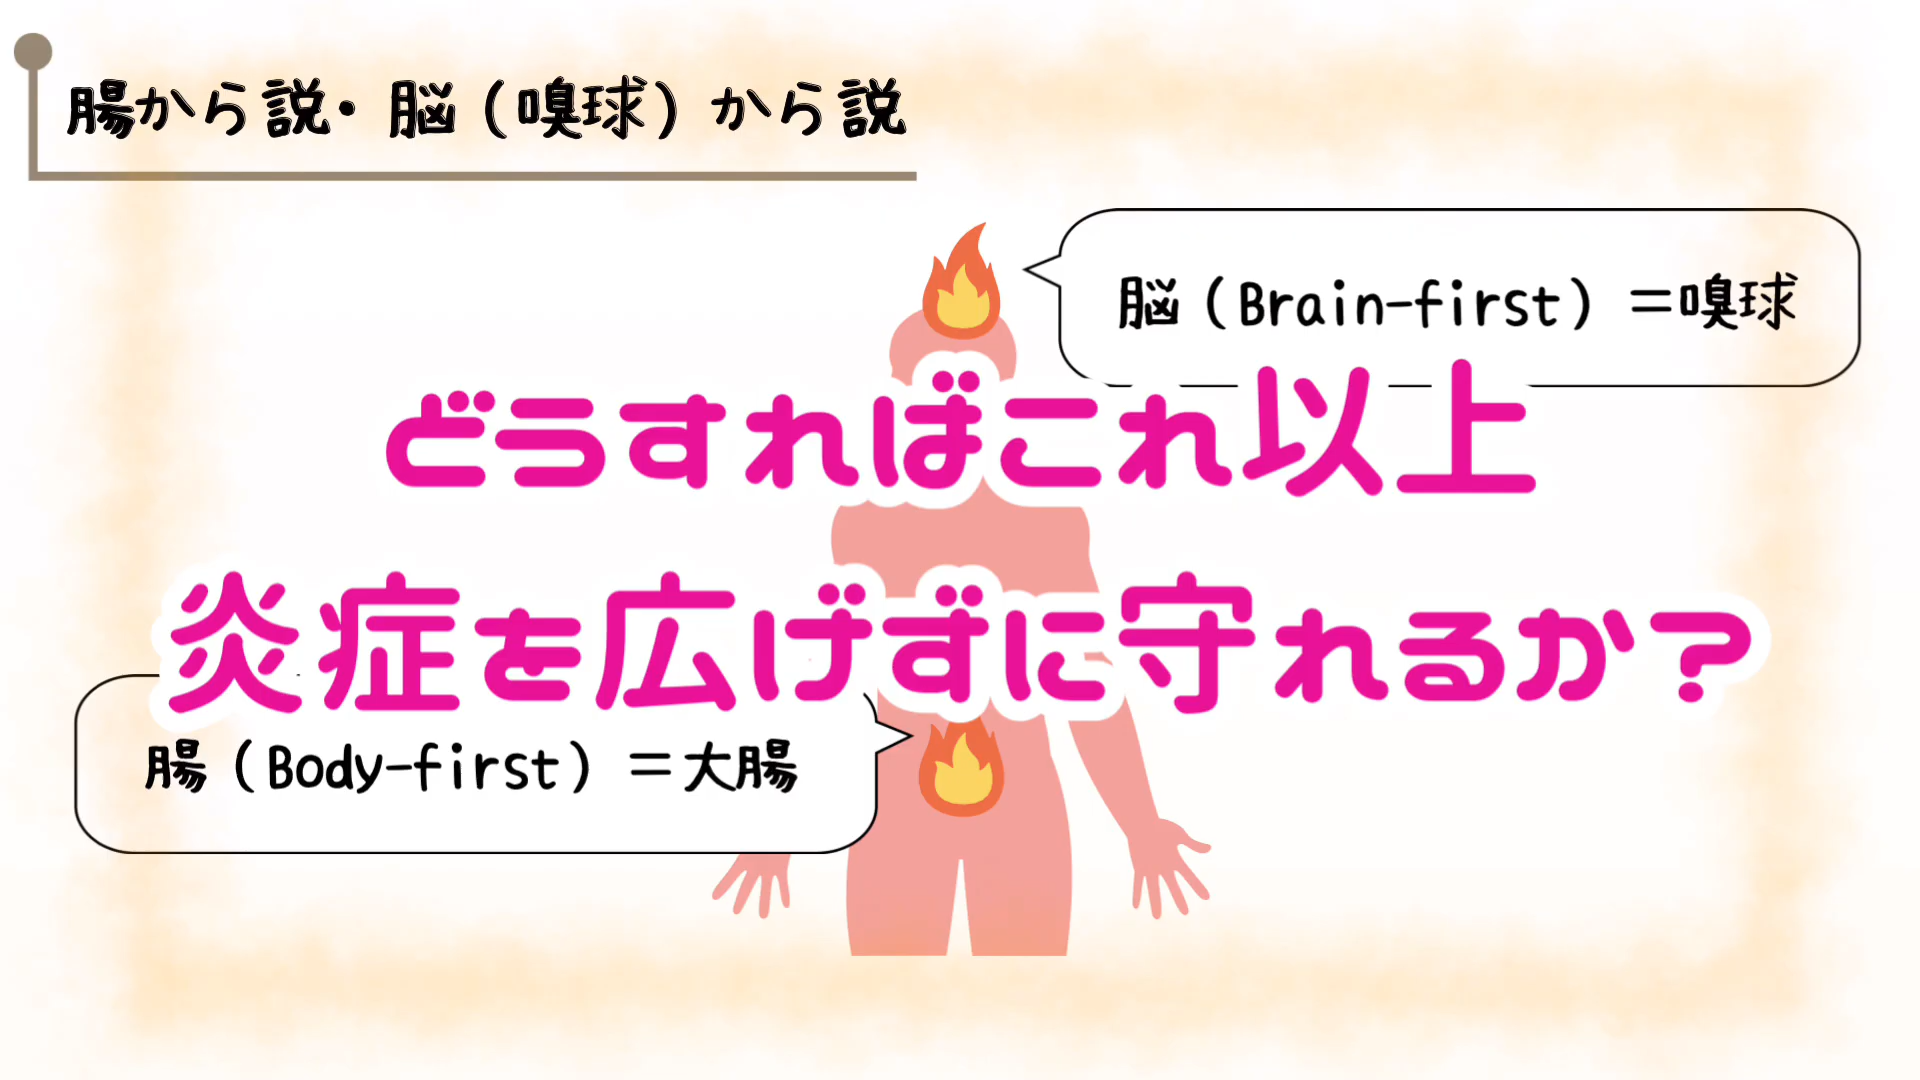 腸から説・脳（嗅球）から説
脳（Brain-first）＝嗅球
どうすればこれ以上
炎症を広げずに守れるか？
腸（Body-first）＝大腸